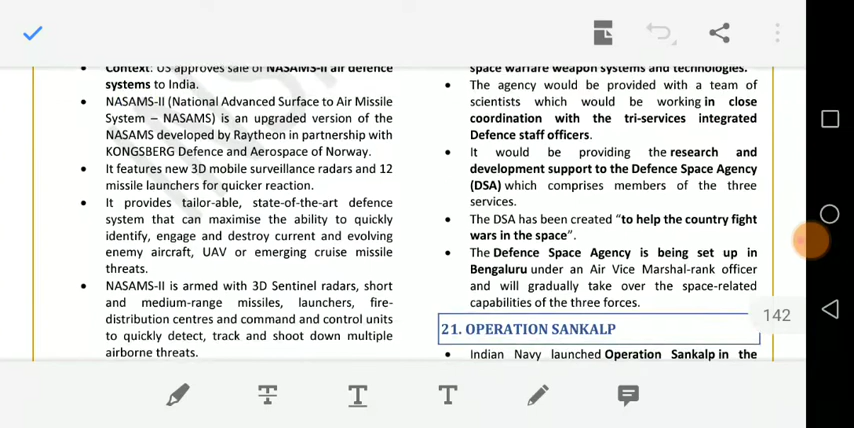 Context: US approves sale of NASAMS-II air defence
systems to India.
• NASAMS-II (National Advanced Surface to Air Missile
System – NASAMS) is an upgraded version of the
NASAMS developed by Raytheon in partnership with
KONGSBERG Defence and Aerospace of Norway.
• It features new 3D mobile surveillance radars and 12
missile launchers for quicker reaction.
• It provides tailor-able, state-of-the-art defence
system that can maximise the ability to quickly
identify, engage and destroy current and evolving
enemy aircraft, UAV or emerging cruise missile
threats.
• NASAMS-II is armed with 3D Sentinel radars, short
and medium-range missiles, launchers, fire-
distribution centres and command and control units
to quickly detect, track and shoot down multiple
airborne threats.
space warfare weapon systems and technologies.
• The agency would be provided with a team of
scientists which would be working in close
coordination with the tri-services integrated
Defence staff officers.
• It would be providing the research and
development support to the Defence Space Agency
(DSA) which comprises members of the three
services.
• The DSA has been created “to help the country fight
wars in the space”.
• The Defence Space Agency is being set up in
Bengaluru under an Air Vice Marshal-rank officer
and will gradually take over the space-related
capabilities of the three forces.
142
21. OPERATION SANKALP
• Indian Navy launched Operation Sankalp in the